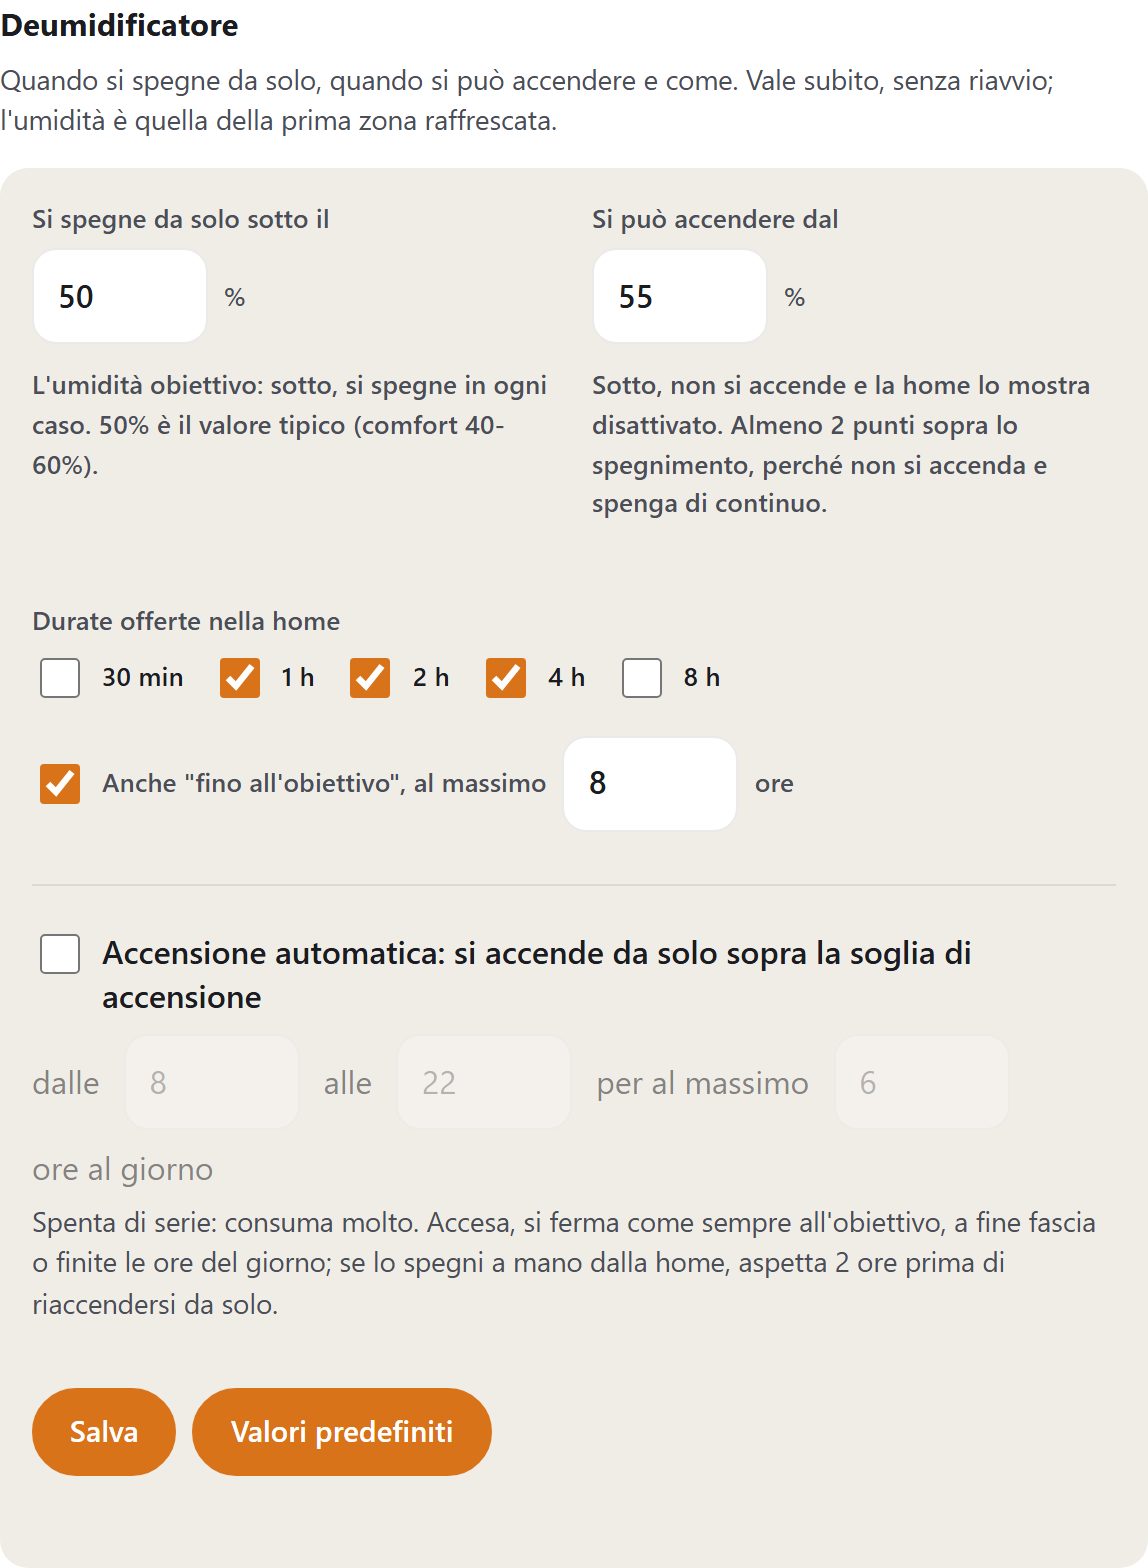 Deumidificatore
Quando si spegne da solo, quando si può accendere e come. Vale subito, senza riavvio;
l'umidità è quella della prima zona raffrescata.
Si spegne da solo sotto il
50 %
L'umidità obiettivo: sotto, si spegne in ogni
caso. 50% è il valore tipico (comfort 40-
60%).
Si può accendere dal
55 %
Sotto, non si accende e la home lo mostra
disattivato. Almeno 2 punti sopra lo
spegnimento, perché non si accenda e
spenga di continuo.
Durate offerte nella home
30 min 1 h 2 h 4 h 8 h
Anche "fino all'obiettivo", al massimo 8 ore
Accensione automatica: si accende da solo sopra la soglia di
accensione
dalle 8 alle 22 per al massimo 6
ore al giorno
Spenta di serie: consuma molto. Accesa, si ferma come sempre all'obiettivo, a fine fascia
o finite le ore del giorno; se lo spegni a mano dalla home, aspetta 2 ore prima di
riaccendersi da solo.
Salva Valori predefiniti